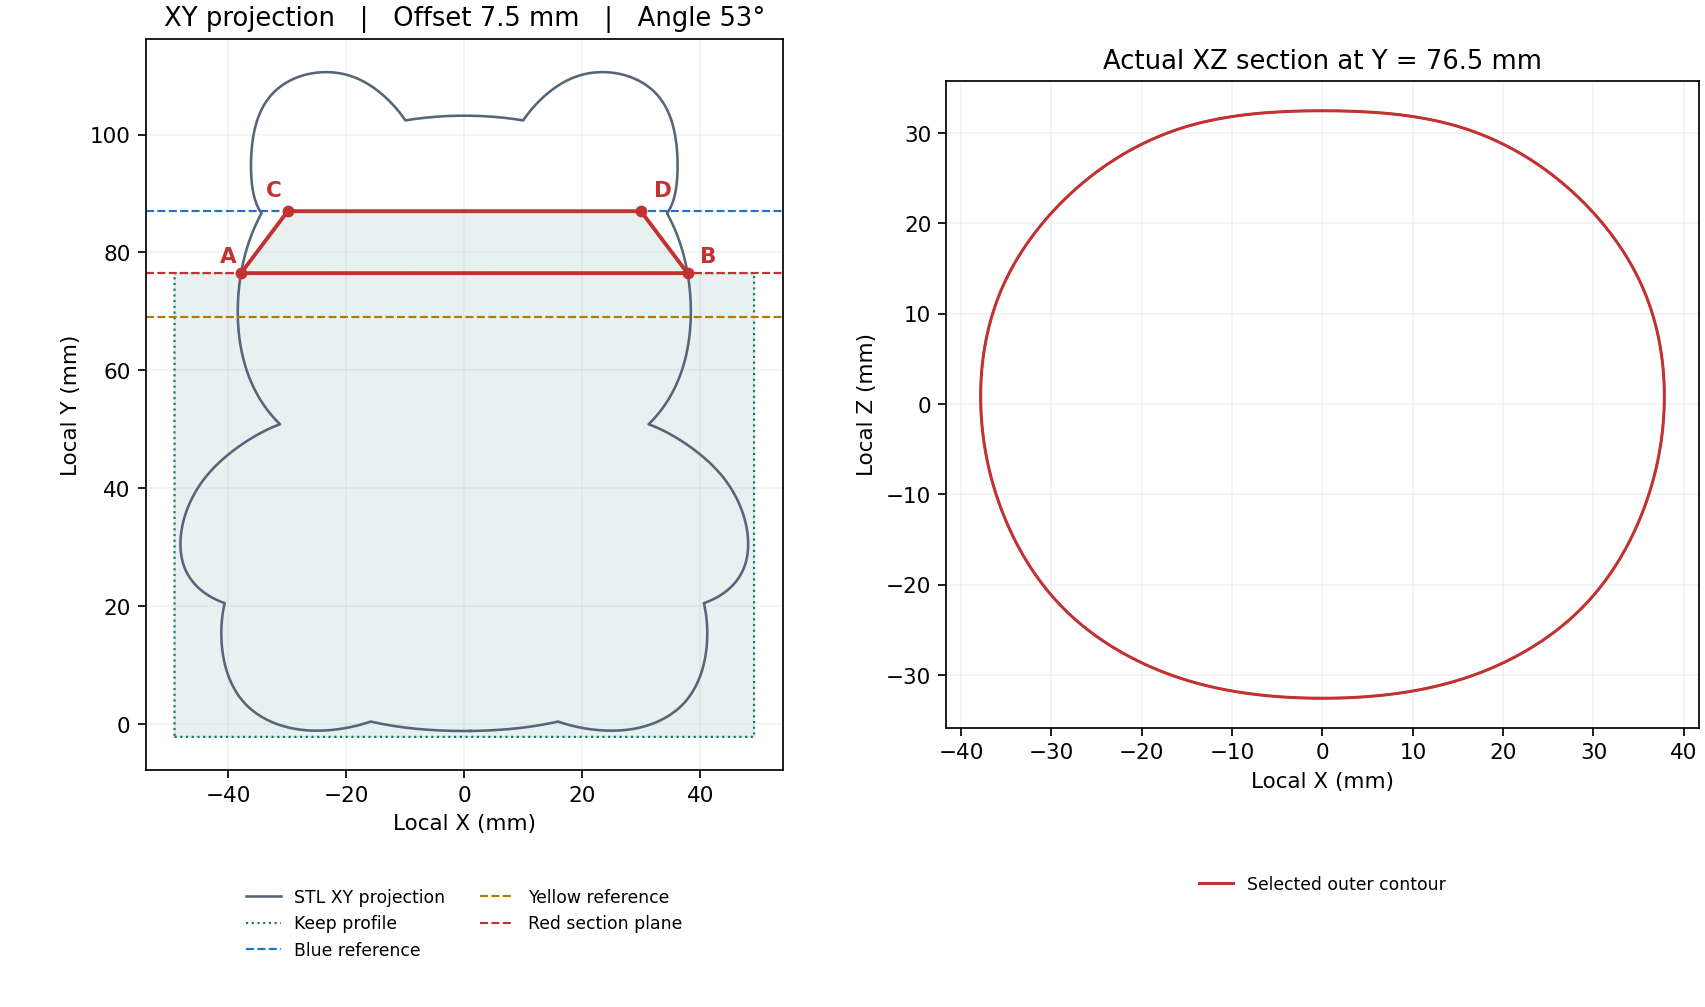 XY projection | Offset 7.5 mm | Angle 53°
100
80
60
40
20
0
Local Y (mm)
C
D
A
B
−40
−20
0
20
40
Local X (mm)
STL XY projection
Keep profile
Blue reference
Yellow reference
Red section plane
Actual XZ section at Y = 76.5 mm
30
20
10
0
−10
−20
−30
Local Z (mm)
−40
−30
−20
−10
0
10
20
30
40
Local X (mm)
Selected outer contour